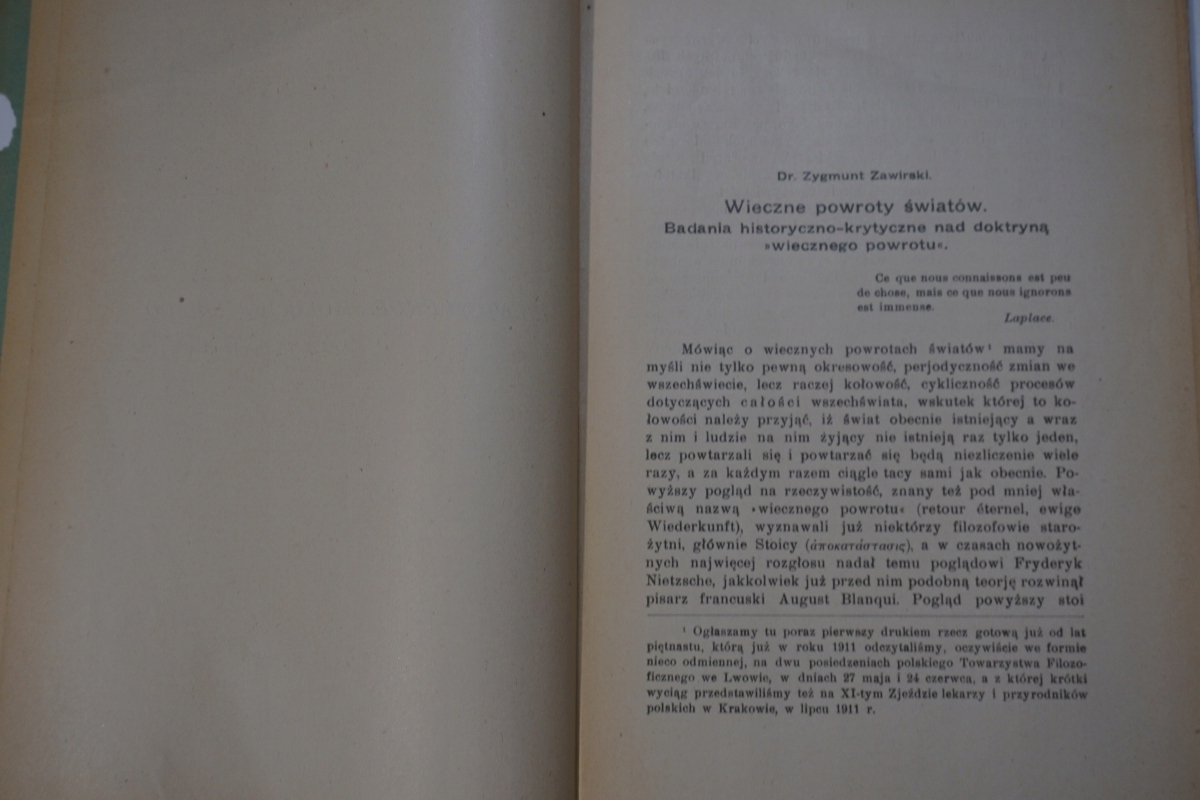 Dr. Zygmunt Zawirski.
Wieczne powroty światów.
Badania historyczno-krytyczne nad doktryną
»wiecznego powrotu«.
Ce que nous connaissons est peu
de chose, mais ce que nous ignorons
est immense.
Laplace.
Mówiąc o wiecznych powrotach światów¹ mamy na
myśli nie tylko pewną okresowość, perjodyczność zmian we
wszechświecie, lecz raczej kołowość, cykliczność procesów
dotyczących całości wszechświata, wskutek której to ko-
łowości należy przyjąć, iż świat obecnie istniejący a wraz
z nim i ludzie na nim żyjący nie istnieją raz tylko jeden,
lecz powtarzali się i powtarzać się będą niezliczenie wiele
razy, a za każdym razem ciągle tacy sami jak obecnie. Po-
wyższy pogląd na rzeczywistość, znany też pod mniej wła-
ściwą nazwą »wiecznego powrotu« (retour éternel, ewige
Wiederkunft), wyznawali już niektórzy filozofowie staro-
żytni, głównie Stoicy (ἀποκατάστασις), a w czasach nowożyt-
nych najwięcej rozgłosu nadał temu poglądowi Fryderyk
Nietzsche, jakkolwiek już przed nim podobną teorję rozwinął
pisarz francuski August Blanqui. Pogląd powyższy stoi
¹ Ogłaszamy tu poraz pierwszy drukiem rzecz gotową już od lat
piętnastu, którą już w roku 1911 odczytaliśmy, oczywiście we formie
nieco odmiennej, na dwu posiedzeniach polskiego Towarzystwa Filozo-
ficznego we Lwowie, w dniach 27 maja i 24 czerwca, a z której krótki
wyciąg przedstawiliśmy też na XI-tym Zjeździe lekarzy i przyrodników
polskich w Krakowie, w lipcu 1911 r.